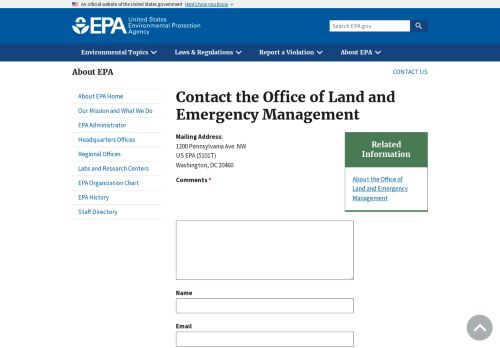 An official website of the United States government Here's how you know
EPA United States
Environmental Protection
Agency
Search EPA.gov
Environmental Topics
Laws & Regulations
Report a Violation
About EPA
About EPA
CONTACT US
About EPA Home
Our Mission and What We Do
EPA Administrator
Headquarters Offices
Regional Offices
Labs and Research Centers
EPA Organization Chart
EPA History
Staff Directory
Contact the Office of Land and
Emergency Management
Mailing Address:
1200 Pennsylvania Ave. NW
US EPA (5101T)
Washington, DC 20460
Comments *
Name
Email
Related
Information
About the Office of
Land and Emergency
Management